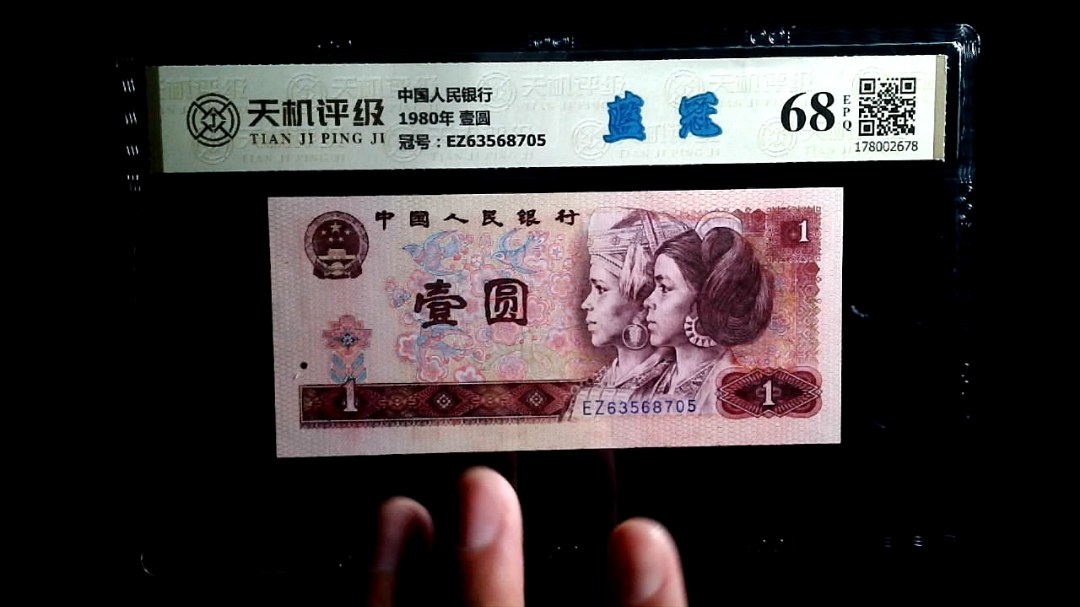 天机评级
TIAN JI PING JI
中国人民银行
1980年 壹圆
冠号：EZ63568705
蓝冠
68
EPQ
178002678
中国人民银行
1
壹圆
1
EZ63568705
1